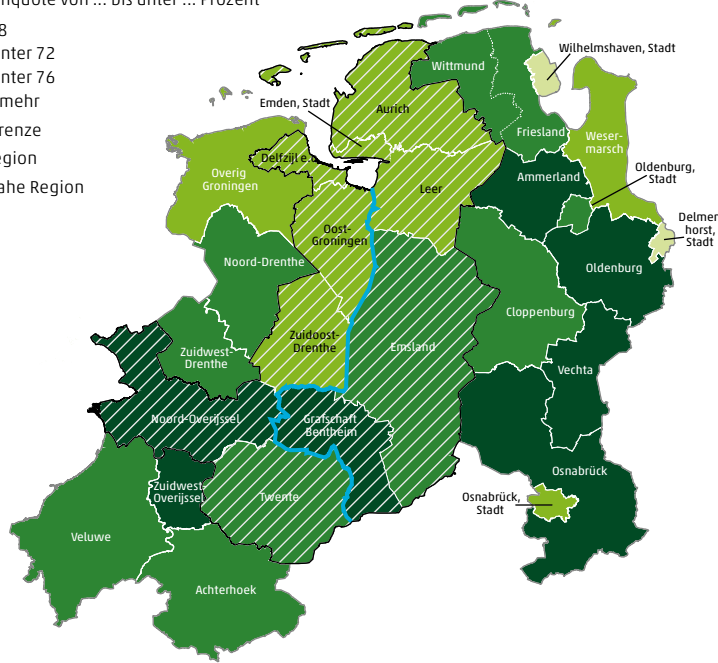 nquote von ... bis unter ... Prozent
8
nter 72
nter 76
mehr
renze
egion
ahe Region
Wilhelmshaven, Stadt
Wittmund
Emden, Stadt
Aurich
Friesland
Weser-
marsch
Delfzijl e.o.
Overig
Groningen
Leer
Ammerland
Oldenburg,
Stadt
Delmen
horst,
Stadt
Oost-
Groningen
Noord-Drenthe
Oldenburg
Cloppenburg
Zuidoost-
Drenthe
Emsland
Zuidwest-
Drenthe
Vechta
Noord-Overijssel
Grafschaft
Bentheim
Osnabrück
Zuidwest-
Overijssel
Twente
Osnabrück,
Stadt
Veluwe
Achterhoek